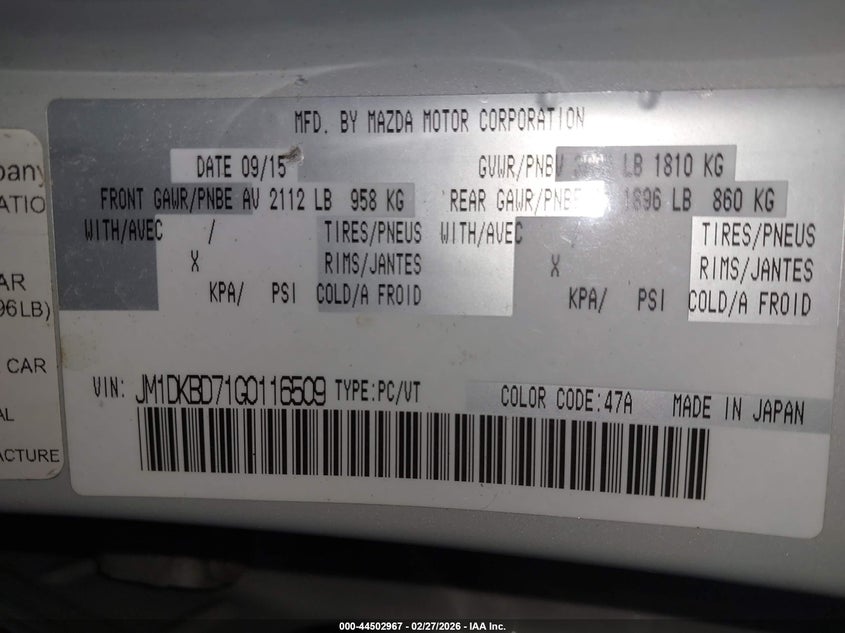 MFD. BY MAZDA MOTOR CORPORATION
DATE 09/15
GVWR/PNBV LB 1810 KG
FRONT GAWR/PNBE AV 2112 LB 958 KG
REAR GAWR/PNBE 1896 LB 860 KG
WITH/AVEC / TIRES/PNEUS
WITH/AVEC / TIRES/PNEUS
X RIMS/JANTES
X RIMS/JANTES
KPA/ PSI COLD/A FROID
KPA/ PSI COLD/A FROID
VIN: JM1DKBD71G0116509 TYPE:PC/VT
COLOR CODE:47A MADE IN JAPAN
pany
ATIO
AR
96LB)
CAR
AL
ACTURE
000-44502967 - 02/27/2026 - IAA Inc.